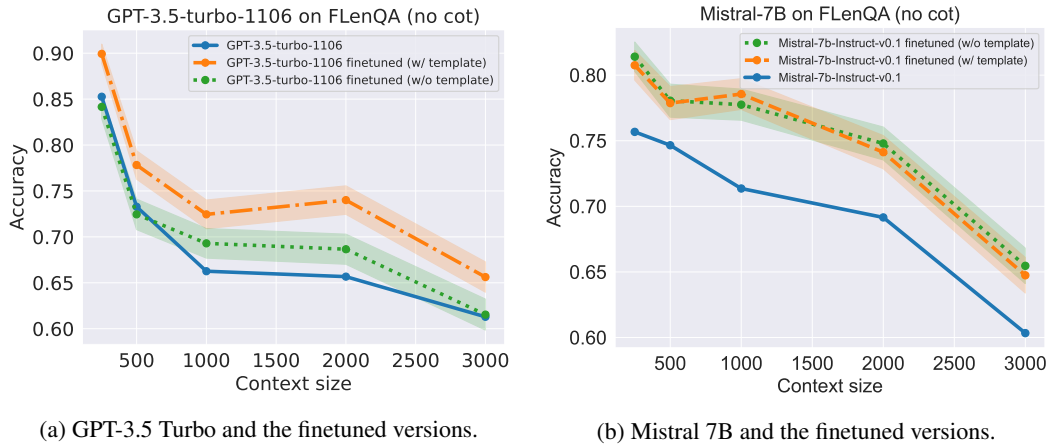 GPT-3.5-turbo-1106 on FLenQA (no cot)
GPT-3.5-turbo-1106
GPT-3.5-turbo-1106 finetuned (w/ template)
GPT-3.5-turbo-1106 finetuned (w/o template)
Accuracy
0.90
0.85
0.80
0.75
0.70
0.65
0.60
500 1000 1500 2000 2500 3000
Context size
(a) GPT-3.5 Turbo and the finetuned versions.
Mistral-7B on FLenQA (no cot)
Mistral-7b-Instruct-v0.1 finetuned (w/o template)
Mistral-7b-Instruct-v0.1 finetuned (w/ template)
Mistral-7b-Instruct-v0.1
Accuracy
0.80
0.75
0.70
0.65
0.60
500 1000 1500 2000 2500 3000
Context size
(b) Mistral 7B and the finetuned versions.